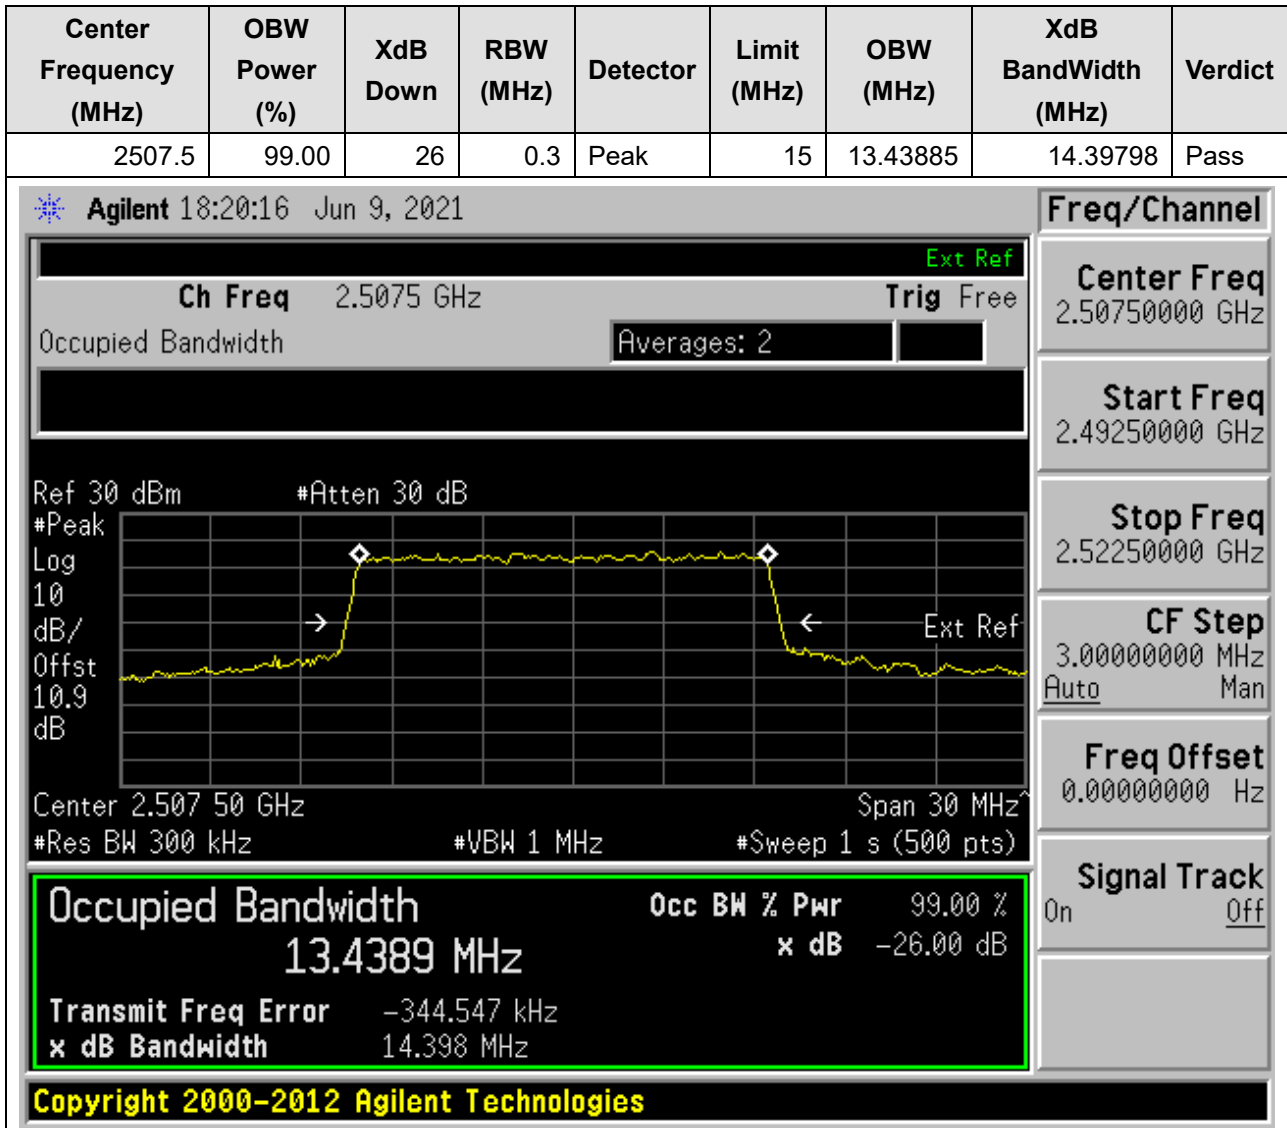 Center Frequency (MHz) OBW Power (%) XdB Down RBW (MHz) Detector Limit (MHz) OBW (MHz) XdB BandWidth (MHz) Verdict
2507.5 99.00 26 0.3 Peak 15 13.43885 14.39798 Pass
Agilent 18:20:16 Jun 9, 2021
Freq/Channel
Ext Ref
Ch Freq 2.5075 GHz Trig Free
Occupied Bandwidth Averages: 2
Center Freq
2.50750000 GHz
Start Freq
2.49250000 GHz
Stop Freq
2.52250000 GHz
CF Step
3.00000000 MHz
Auto Man
Freq Offset
0.00000000 Hz
Signal Track
On Off
Ref 30 dBm #Atten 30 dB
#Peak
Log
10
dB/
Offst
10.9
dB
Ext Ref
Center 2.507 50 GHz Span 30 MHz^
#Res BW 300 kHz #VBW 1 MHz #Sweep 1 s (500 pts)
Occupied Bandwidth Occ BW % Pwr 99.00 %
13.4389 MHz x dB -26.00 dB
Transmit Freq Error -344.547 kHz
x dB Bandwidth 14.398 MHz
Copyright 2000-2012 Agilent Technologies